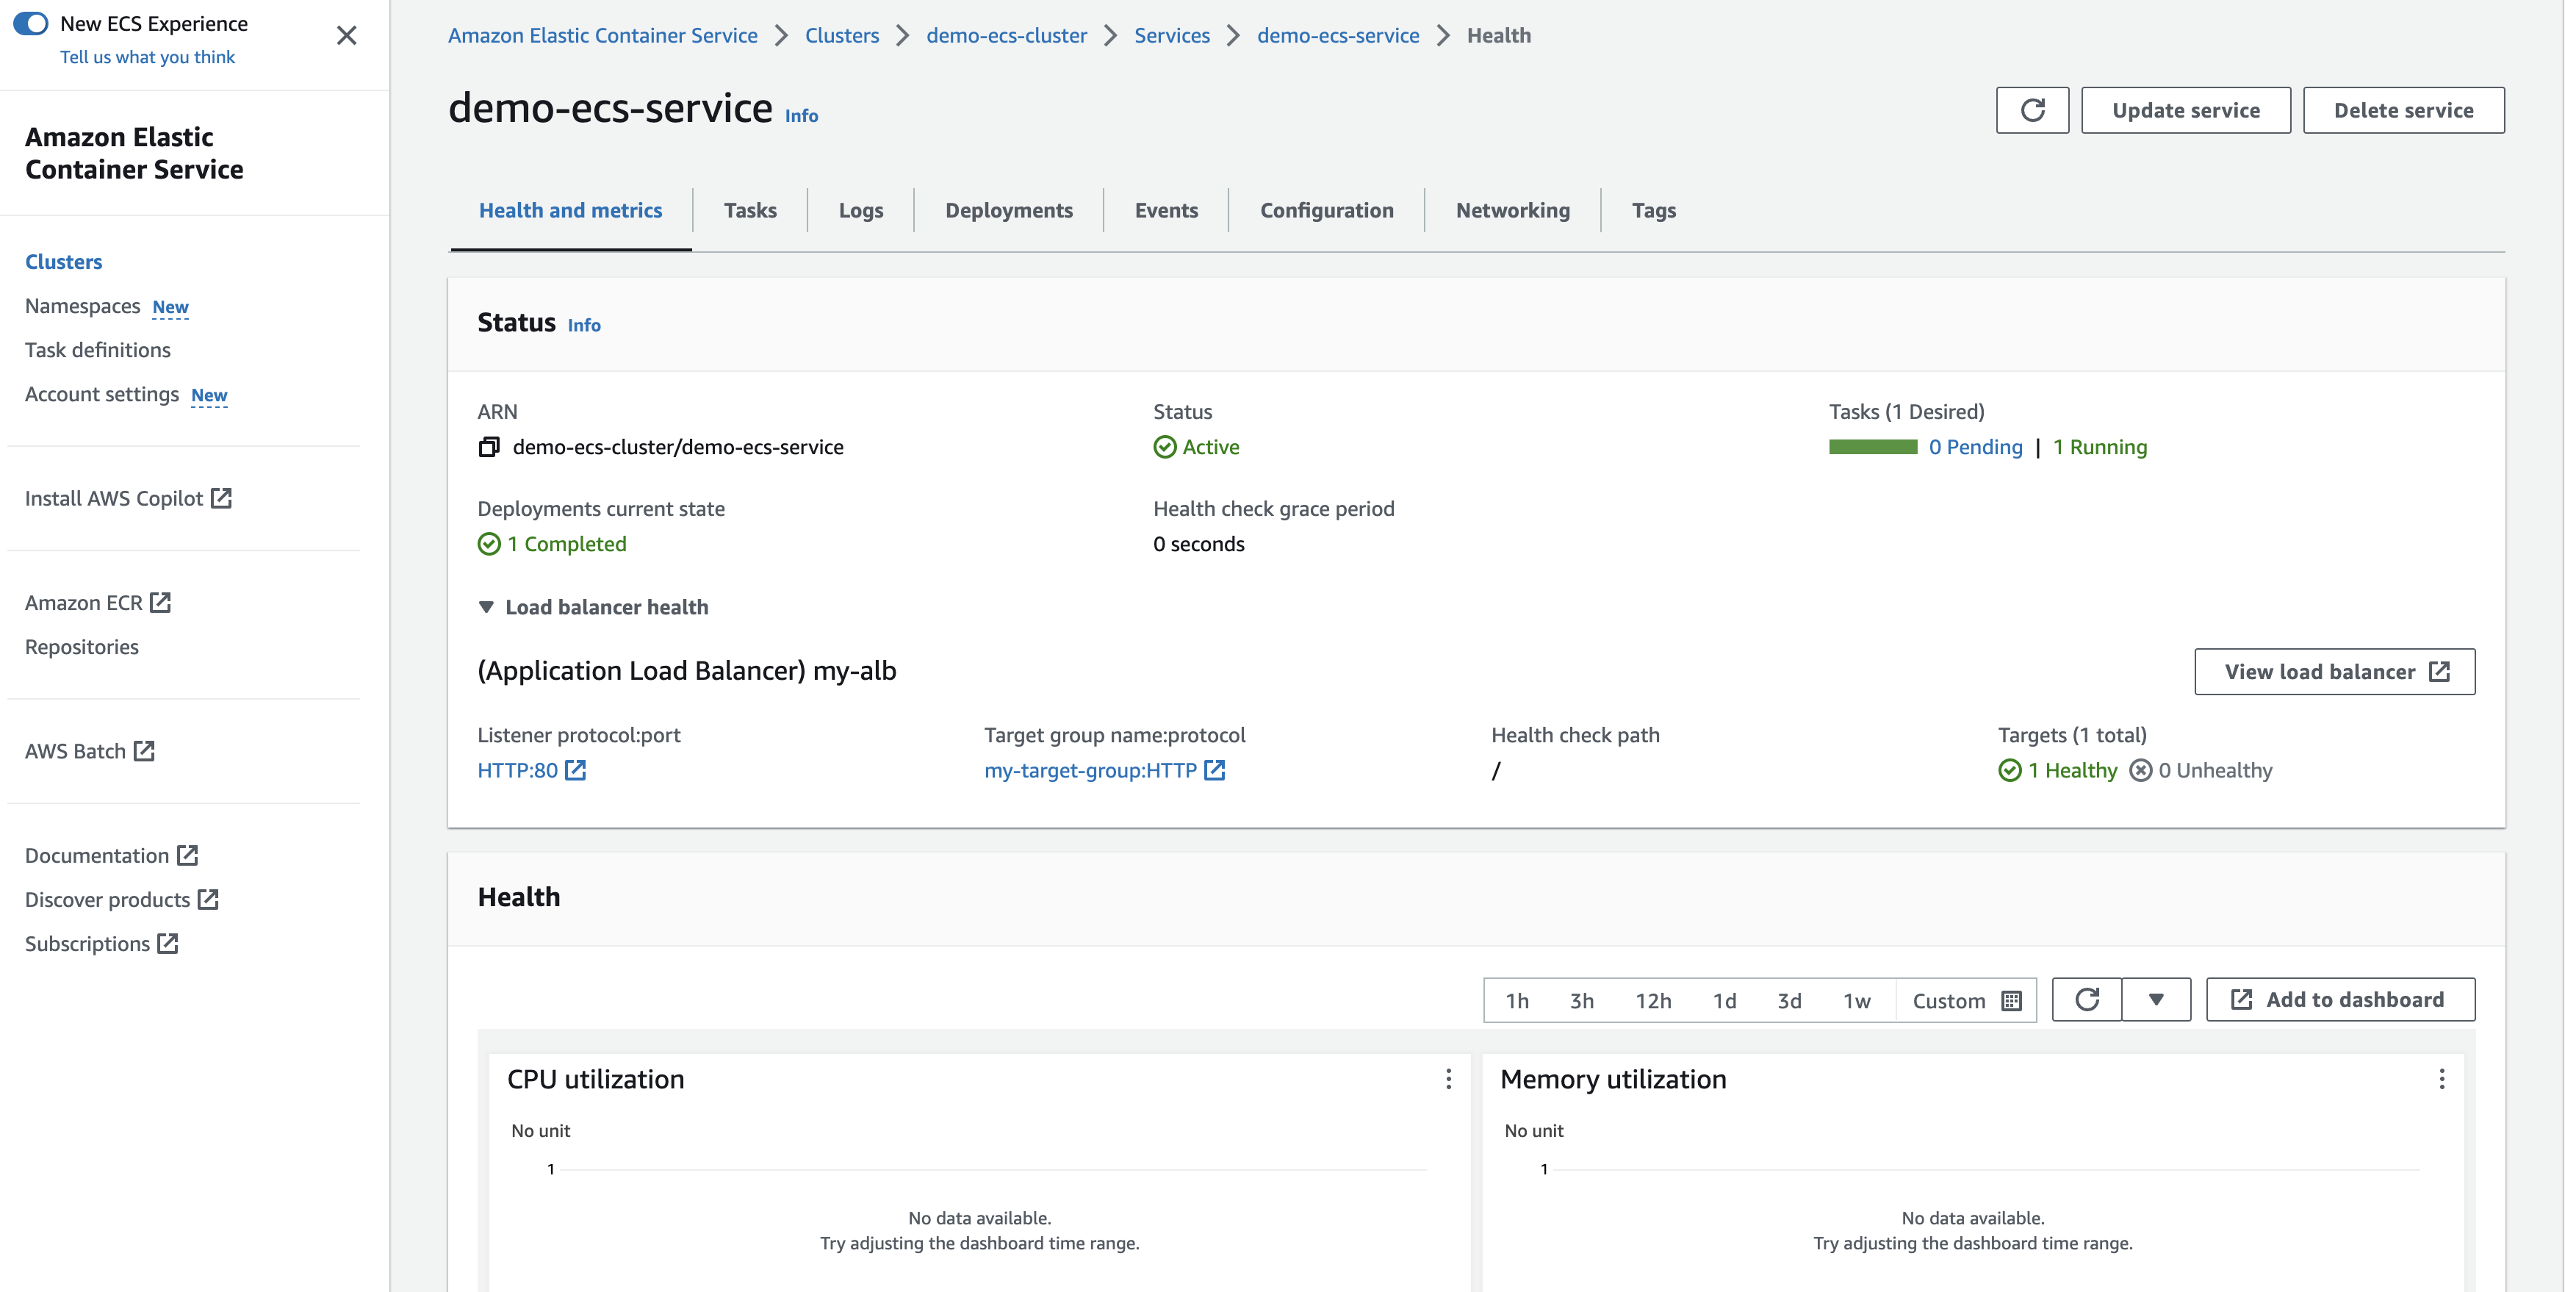 New ECS Experience
Tell us what you think
Amazon Elastic
Container Service
Clusters
Namespaces New
Task definitions
Account settings New
Install AWS Copilot
Amazon ECR
Repositories
AWS Batch
Documentation
Discover products
Subscriptions
Amazon Elastic Container Service > Clusters > demo-ecs-cluster > Services > demo-ecs-service > Health
demo-ecs-service Info
Update service
Delete service
Health and metrics Tasks Logs Deployments Events Configuration Networking Tags
Status Info
ARN
demo-ecs-cluster/demo-ecs-service
Status
Active
Tasks (1 Desired)
0 Pending | 1 Running
Deployments current state
1 Completed
Health check grace period
0 seconds
Load balancer health
(Application Load Balancer) my-alb
View load balancer
Listener protocol:port
HTTP:80
Target group name:protocol
my-target-group:HTTP
Health check path
/
Targets (1 total)
1 Healthy 0 Unhealthy
Health
1h 3h 12h 1d 3d 1w Custom
Add to dashboard
CPU utilization
No unit
1
No data available.
Try adjusting the dashboard time range.
Memory utilization
No unit
1
No data available.
Try adjusting the dashboard time range.